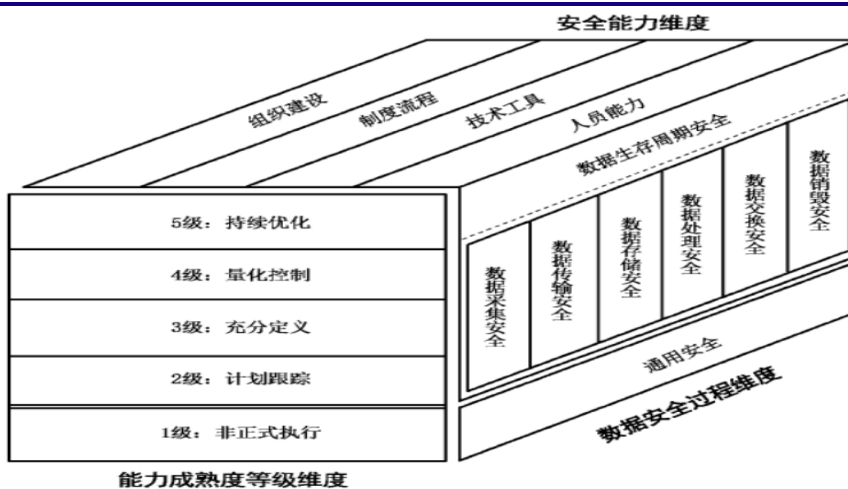 安全能力维度
组织建设
制度流程
技术工具
人员能力
数据生存周期安全
5级：持续优化
4级：量化控制
3级：充分定义
2级：计划跟踪
1级：非正式执行
数据采集安全
数据传输安全
数据存储安全
数据处理安全
数据交换安全
数据销毁安全
通用安全
数据安全过程维度
能力成熟度等级维度